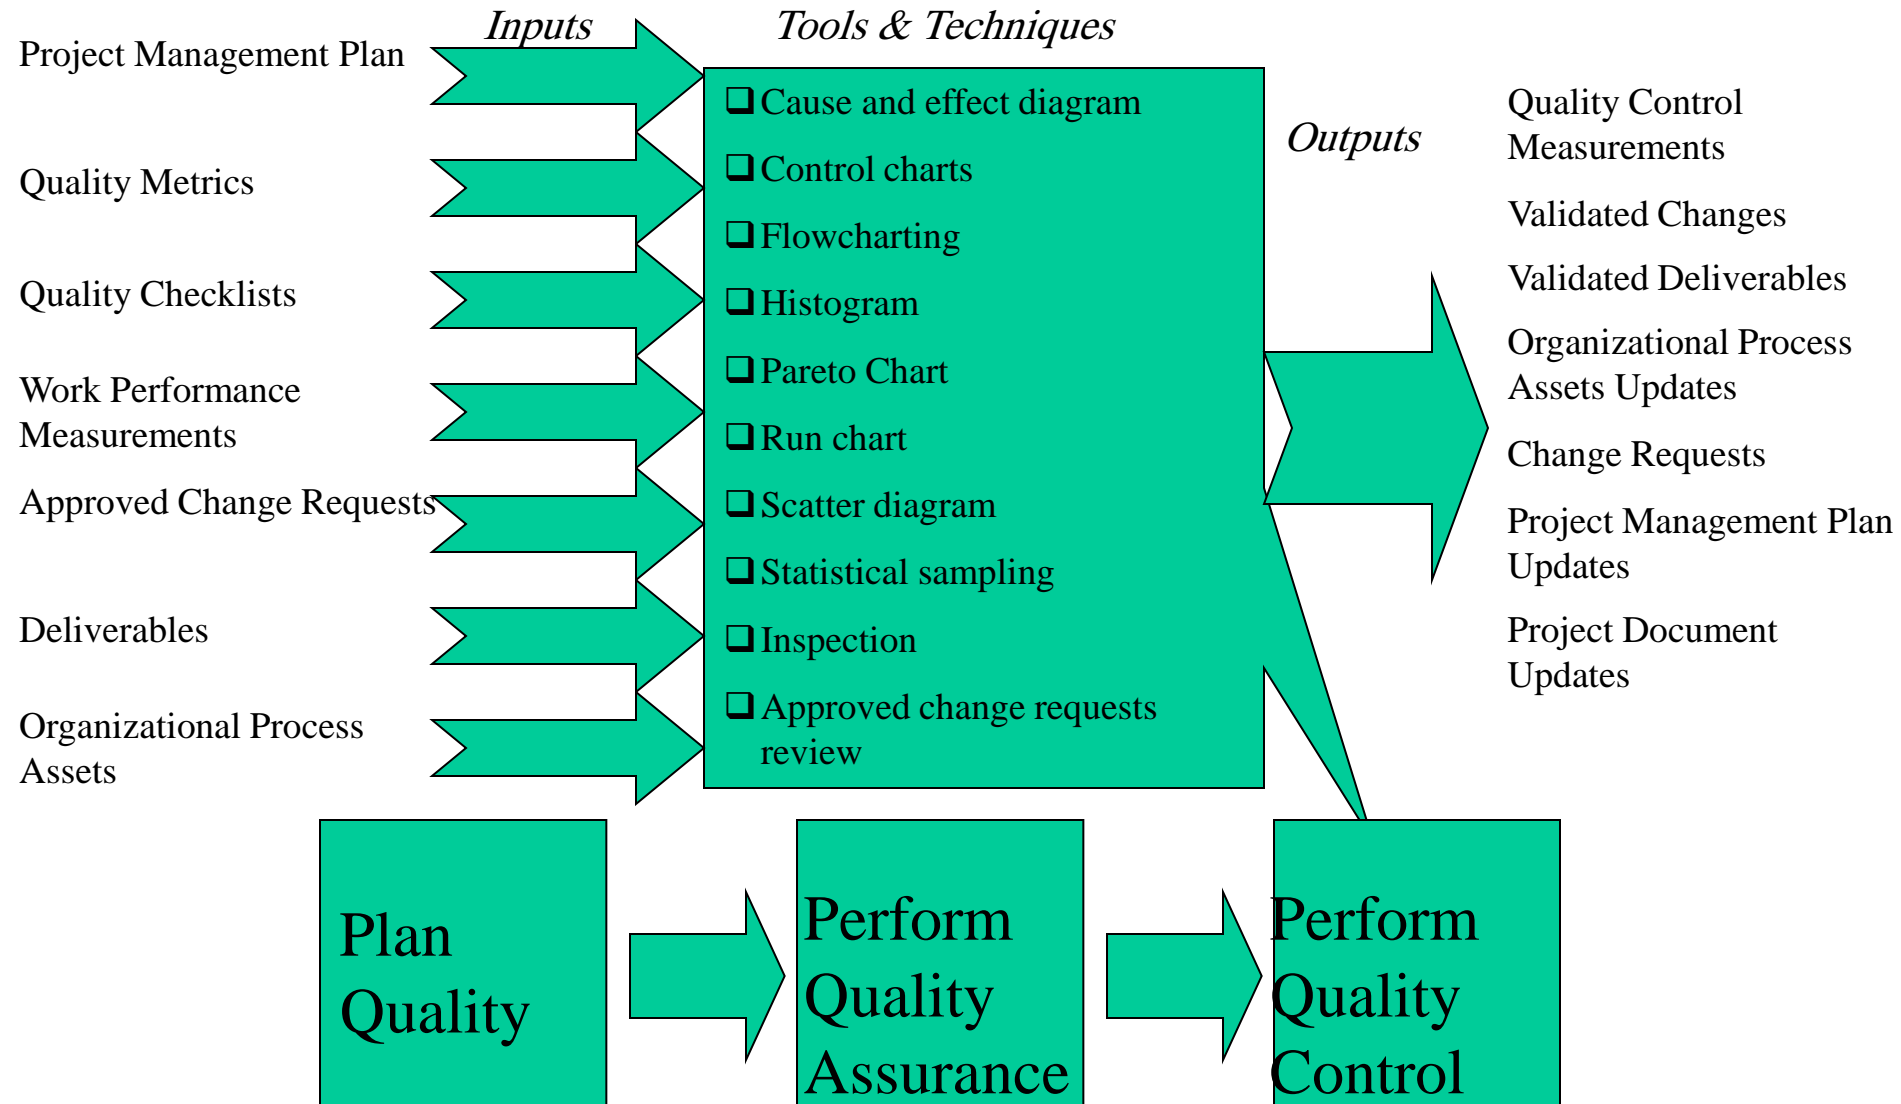 Inputs
Tools & Techniques
Project Management Plan
Quality Metrics
Quality Checklists
Work Performance
Measurements
Approved Change Requests
Deliverables
Organizational Process
Assets
Cause and effect diagram
Control charts
Flowcharting
Histogram
Pareto Chart
Run chart
Scatter diagram
Statistical sampling
Inspection
Approved change requests
review
Outputs
Quality Control
Measurements
Validated Changes
Validated Deliverables
Organizational Process
Assets Updates
Change Requests
Project Management Plan
Updates
Project Document
Updates
Plan
Quality
Perform
Quality
Assurance
Perform
Quality
Control